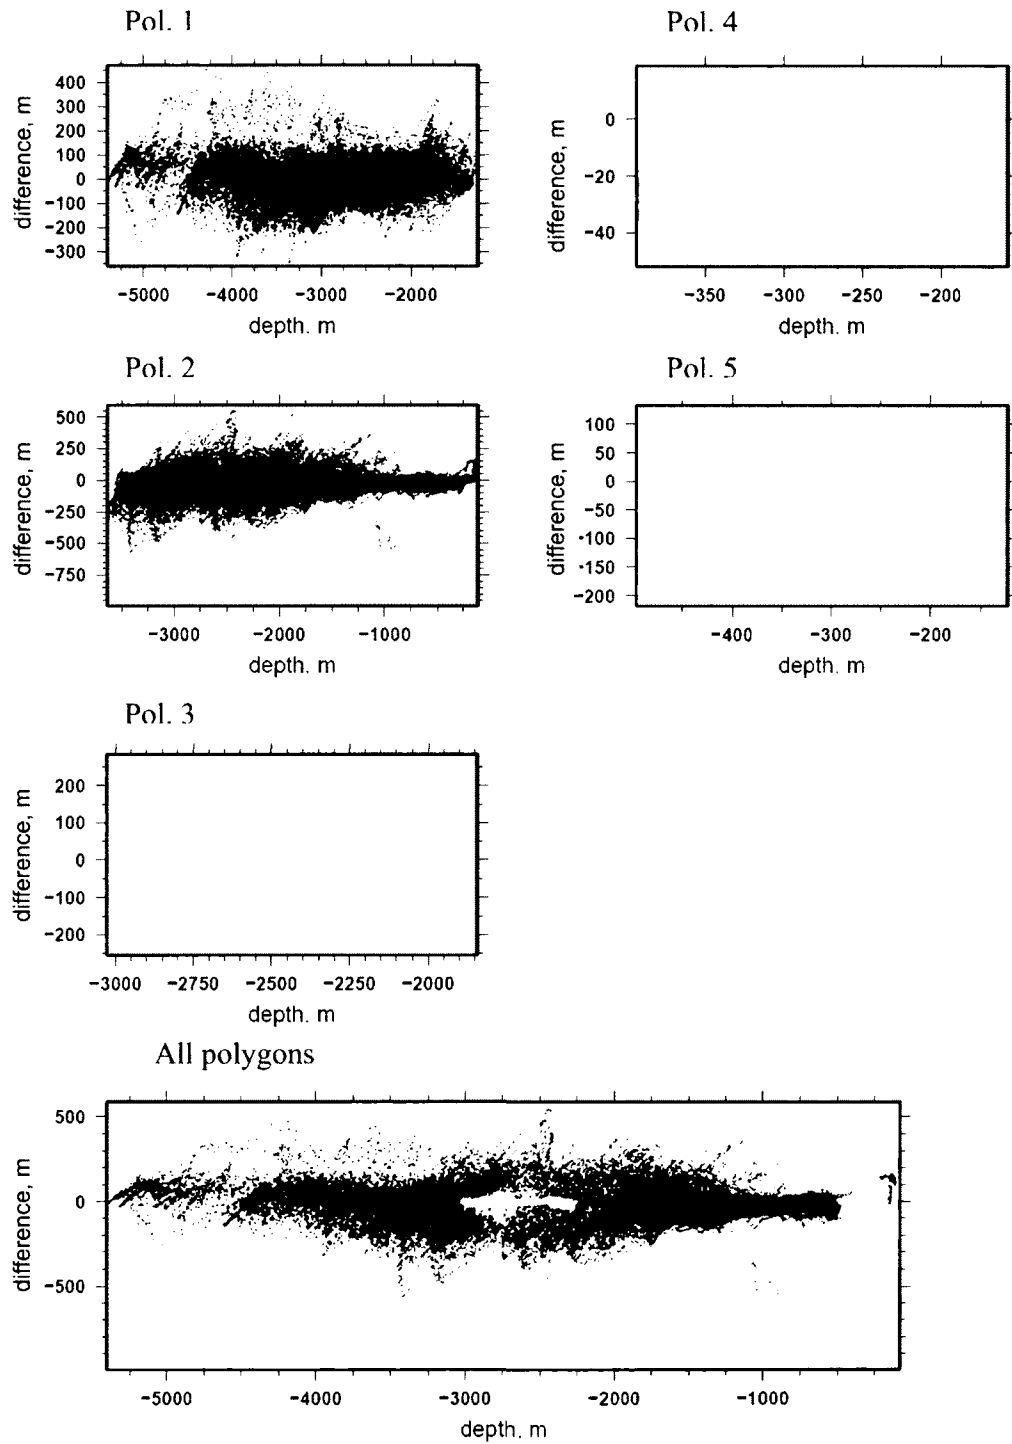 Pol. 1
400
300
200
100
0
−100
−200
−300
difference, m
−5000 −4000 −3000 −2000
depth. m
Pol. 4
0
−20
−40
difference, m
−350 −300 −250 −200
depth. m
Pol. 2
500
250
0
−250
−500
−750
difference, m
−3000 −2000 −1000
depth. m
Pol. 5
100
50
0
−50
−100
−150
−200
difference, m
−400 −300 −200
depth. m
Pol. 3
200
100
0
−100
−200
difference, m
−3000 −2750 −2500 −2250 −2000
depth. m
All polygons
500
0
−500
difference, m
−5000 −4000 −3000 −2000 −1000
depth. m